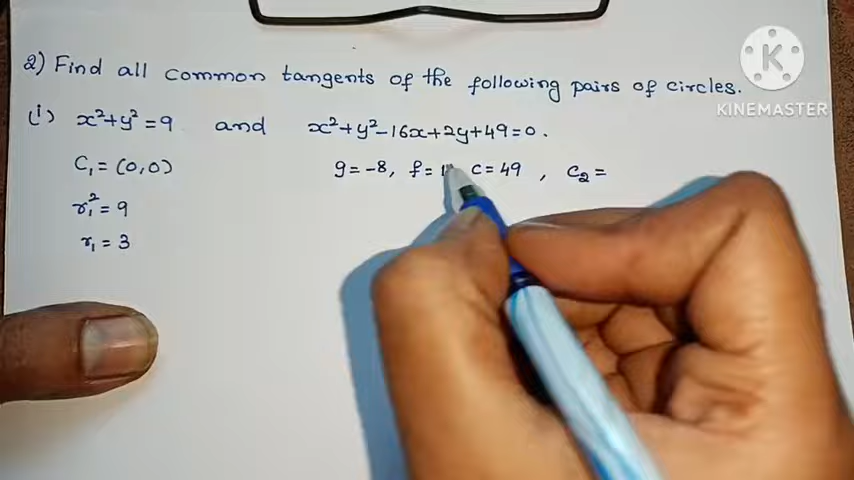 2) Find all common tangents of the following pairs of circles.
(i) x²+y²=9 and x²+y²-16x+2y+49=0.
C₁=(0,0) g=-8, f=1, c=49, C₂=
r₁²=9
r₁=3
K
KINEMASTER